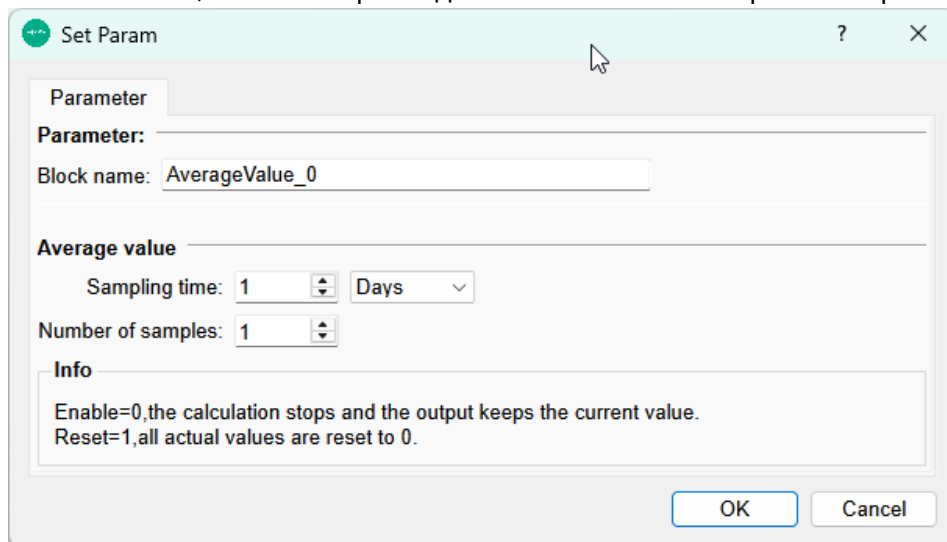 Set Param
?
Parameter
Parameter:
Block name: AverageValue_0
Average value
Sampling time: 1 Days
Number of samples: 1
Info
Enable=0,the calculation stops and the output keeps the current value.
Reset=1,all actual values are reset to 0.
OK Cancel